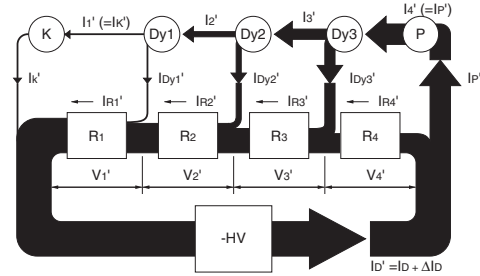 I1' (=IK') I2' I3' I4' (=IP')
K Dy1 Dy2 Dy3 P
Ik' IDy1' IDy2' IDy3' IP'
IR1' IR2' IR3' IR4'
R1 R2 R3 R4
V1' V2' V3' V4'
-HV
ID' =ID + ΔID